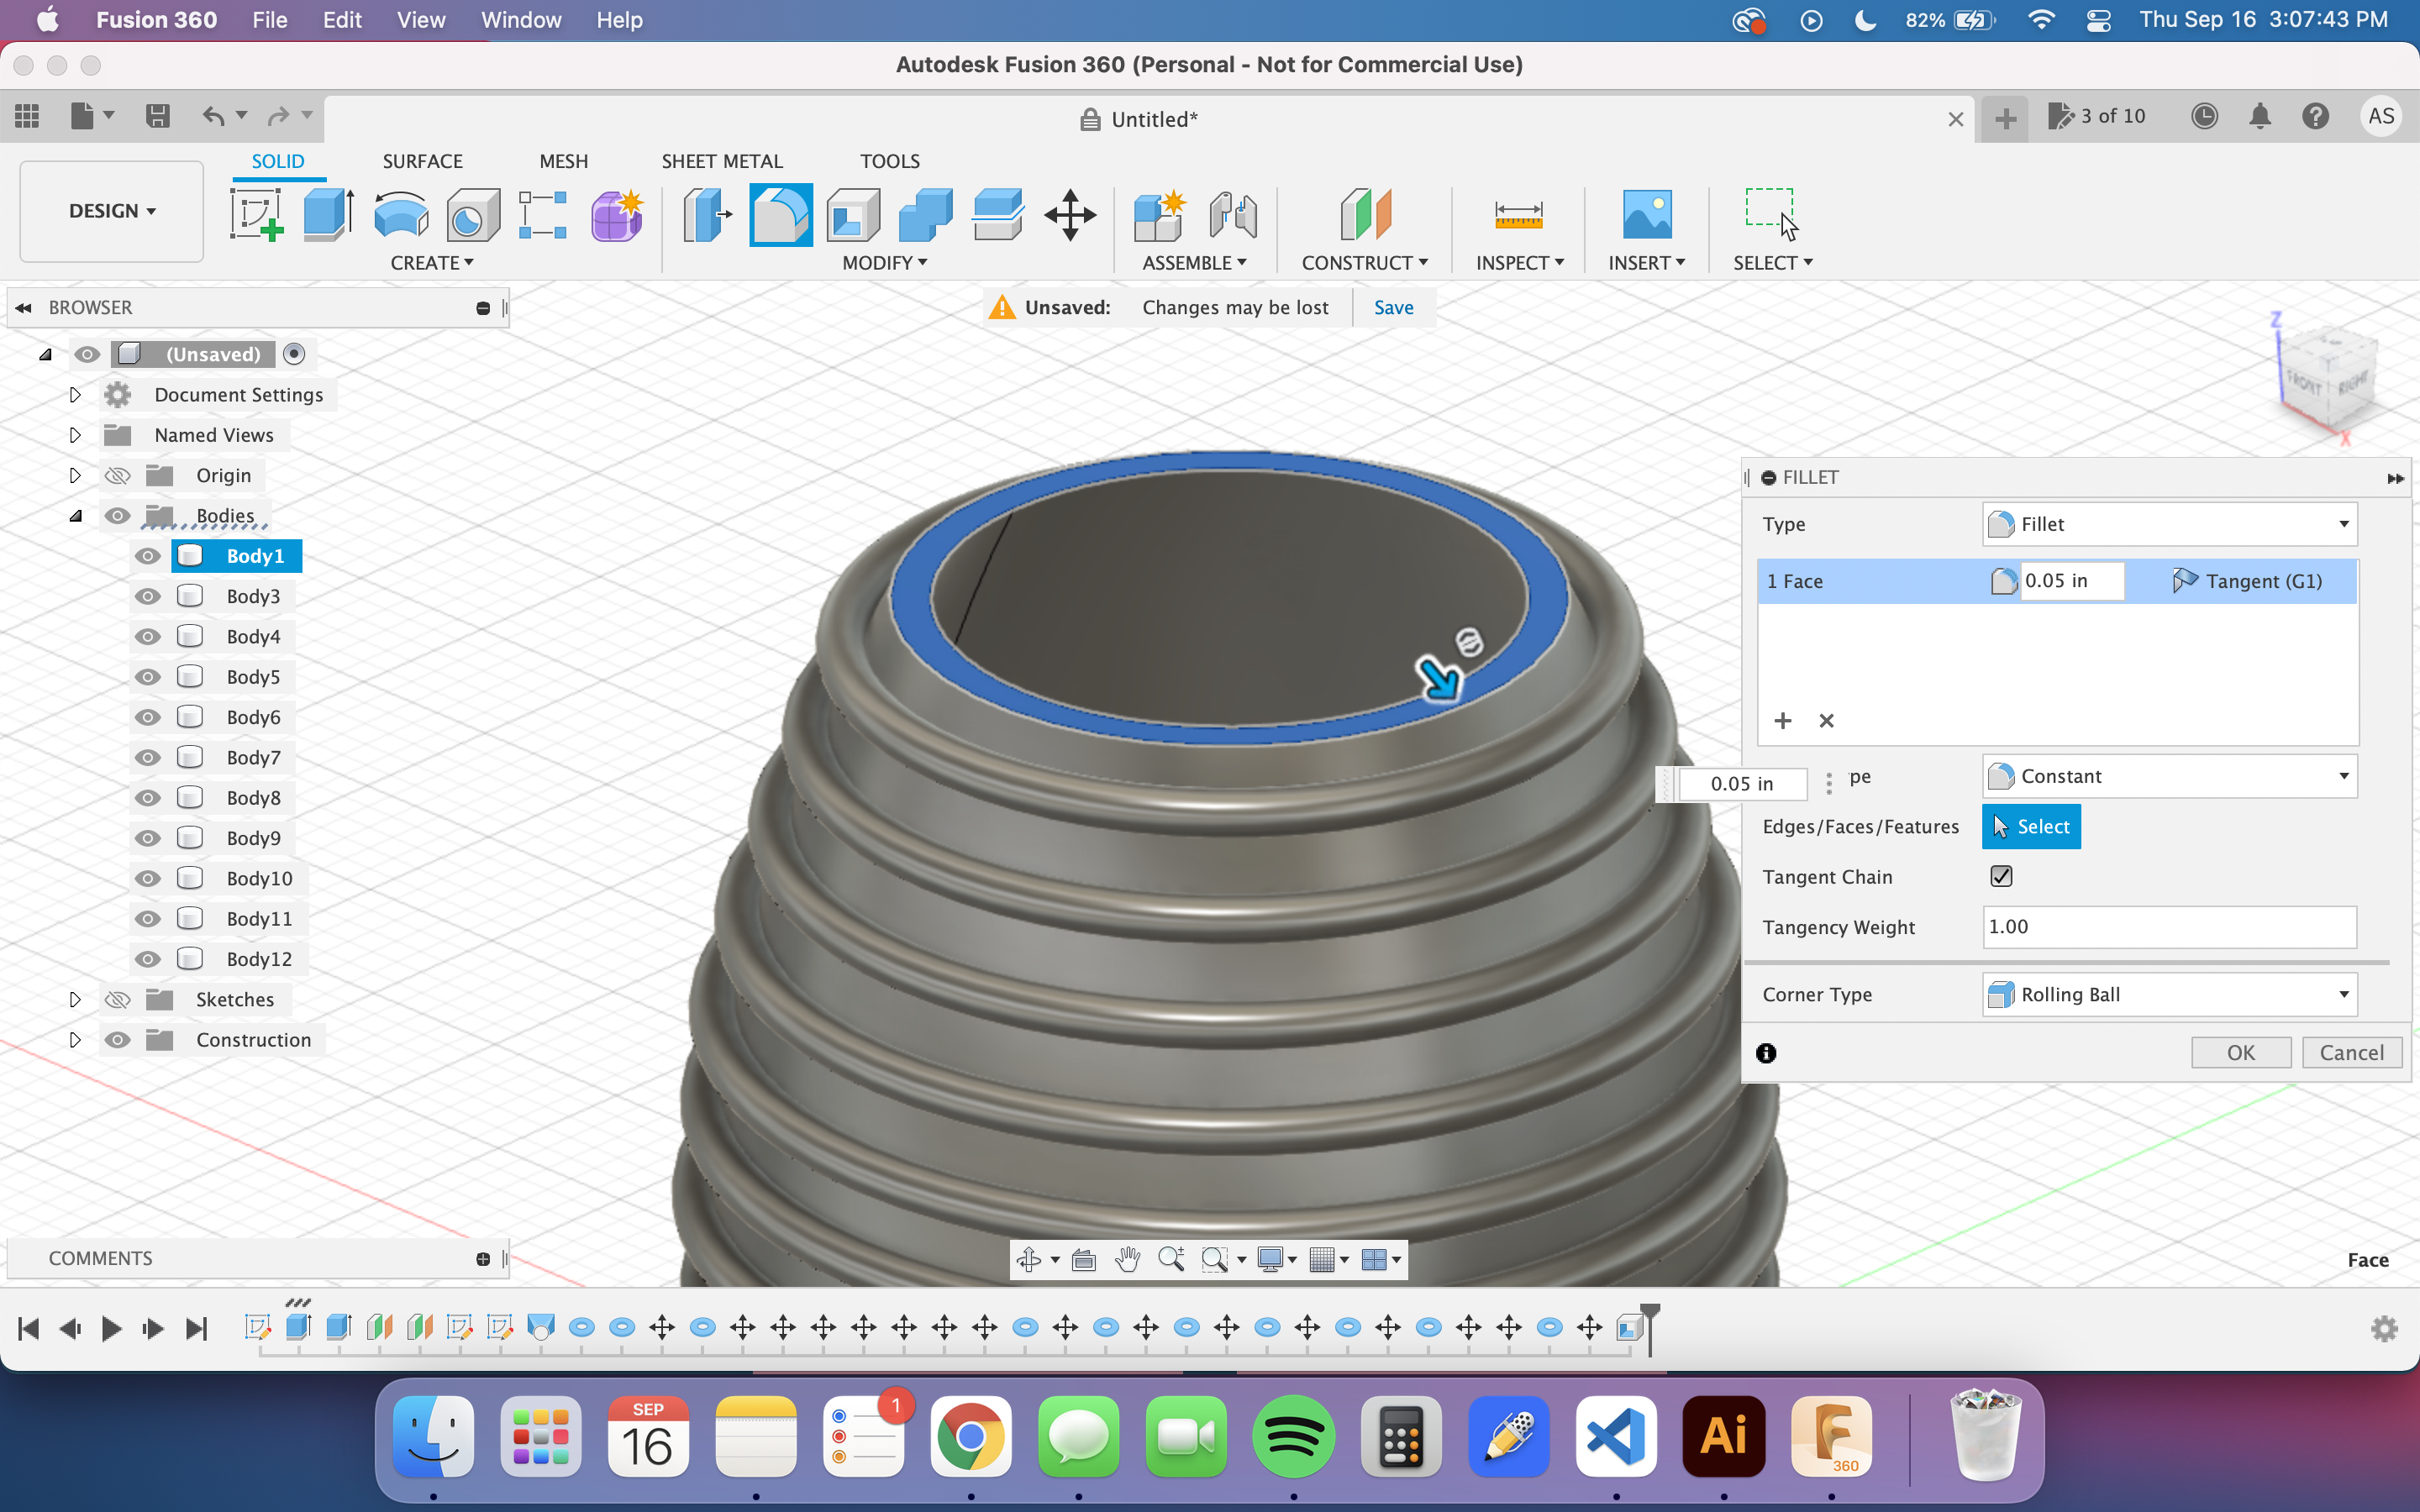 Fusion 360 File Edit View Window Help 82% Thu Sep 16 3:07:43 PM
Autodesk Fusion 360 (Personal - Not for Commercial Use)
Untitled* 3 of 10 AS
SOLID SURFACE MESH SHEET METAL TOOLS
DESIGN
CREATE MODIFY ASSEMBLE CONSTRUCT INSPECT INSERT SELECT
BROWSER
Unsaved: Changes may be lost Save
(Unsaved)
Document Settings
Named Views
Origin
Bodies
Body1
Body3
Body4
Body5
Body6
Body7
Body8
Body9
Body10
Body11
Body12
Sketches
Construction
Z
FRONT RIGHT
X
FILLET
Type Fillet
1 Face 0.05 in Tangent (G1)
0.05 in
pe Constant
Edges/Faces/Features Select
Tangent Chain
Tangency Weight 1.00
Corner Type Rolling Ball
OK Cancel
COMMENTS
Face
SEP
16
1
Ai
360